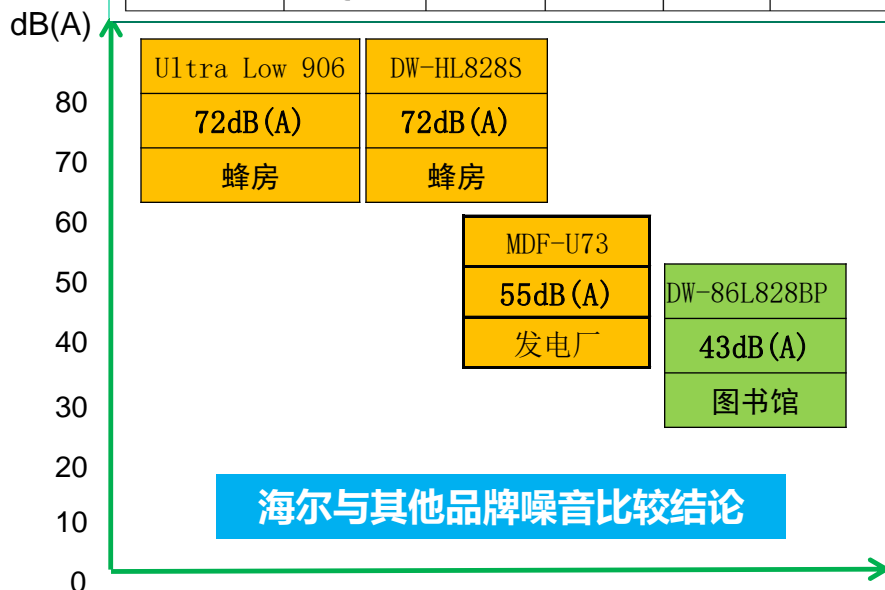 dB(A)
80
70
60
50
40
30
20
10
0
Ultra Low 906
72dB(A)
蜂房
DW-HL828S
72dB(A)
蜂房
MDF-U73
55dB(A)
发电厂
DW-86L828BP
43dB(A)
图书馆
海尔与其他品牌噪音比较结论